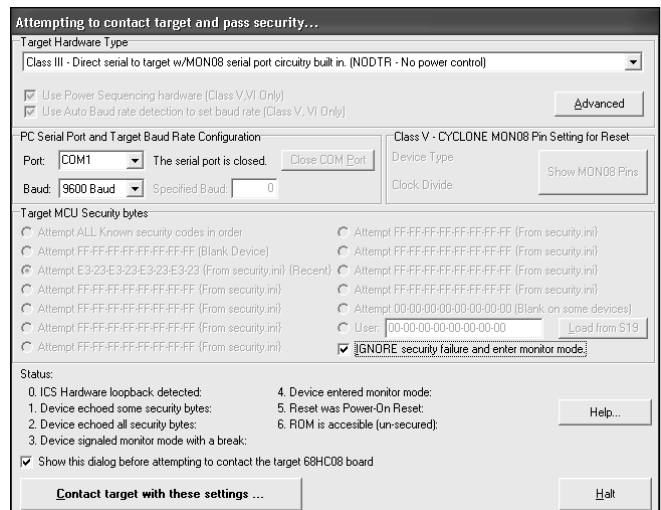 Attempting to contact target and pass security...
Target Hardware Type
Class III - Direct serial to target w/MON08 serial port circuitry built in. (NODTR - No power control)
Use Power Sequencing hardware (Class V,VI Only)
Use Auto Baud rate detection to set baud rate (Class V, VI Only)
Advanced
PC Serial Port and Target Baud Rate Configuration
Port: COM1 The serial port is closed. Close COM Port
Baud: 9600 Baud Specified Baud: 0
Class V - CYCLONE MON08 Pin Setting for Reset
Device Type
Clock Divide
Show MON08 Pins
Target MCU Security bytes
Attempt ALL Known security codes in order
Attempt FF-FF-FF-FF-FF-FF-FF-FF (Blank Device)
Attempt E3-23-E3-23-E3-23-E3-23 (From security.ini) (Recent)
Attempt FF-FF-FF-FF-FF-FF-FF-FF (From security.ini)
Attempt FF-FF-FF-FF-FF-FF-FF-FF (From security.ini)
Attempt FF-FF-FF-FF-FF-FF-FF-FF (From security.ini)
Attempt FF-FF-FF-FF-FF-FF-FF-FF (From security.ini)
Attempt FF-FF-FF-FF-FF-FF-FF-FF (From security.ini)
Attempt FF-FF-FF-FF-FF-FF-FF-FF (From security.ini)
Attempt FF-FF-FF-FF-FF-FF-FF-FF (From security.ini)
Attempt 00-00-00-00-00-00-00-00 (Blank on some devices)
User: 00-00-00-00-00-00-00-00 Load from S19
IGNORE security failure and enter monitor mode.
Status:
0. ICS Hardware loopback detected:
1. Device echoed some security bytes:
2. Device echoed all security bytes:
3. Device signaled monitor mode with a break:
4. Device entered monitor mode:
5. Reset was Power-On Reset:
6. ROM is accesible (un-secured):
Help...
Show this dialog before attempting to contact the target 68HC08 board
Contact target with these settings ...
Halt